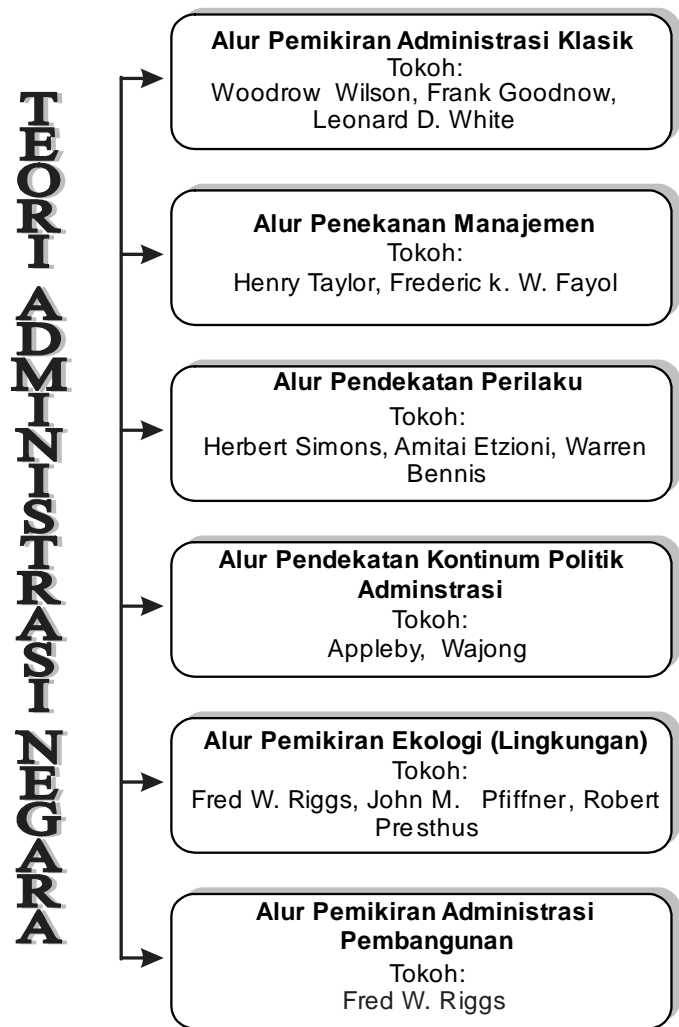 TEORI ADMINISTRASI NEGARA
Alur Pemikiran Administrasi Klasik
Tokoh:
Woodrow Wilson, Frank Goodnow,
Leonard D. White
Alur Penekanan Manajemen
Tokoh:
Henry Taylor, Frederic k. W. Fayol
Alur Pendekatan Perilaku
Tokoh:
Herbert Simons, Amitai Etzioni, Warren
Bennis
Alur Pendekatan Kontinum Politik
Adminstrasi
Tokoh:
Appleby, Wajong
Alur Pemikiran Ekologi (Lingkungan)
Tokoh:
Fred W. Riggs, John M. Pfiffner, Robert
Presthus
Alur Pemikiran Administrasi
Pembangunan
Tokoh:
Fred W. Riggs